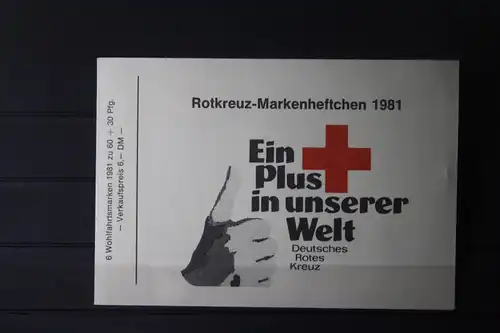 6 Wohlfahrtsmarken 1981 zu 60 + 30 Pfg.
— Verkaufspreis 6,— DM —
Rotkreuz-Markenheftchen 1981
Ein
Plus
in unserer
Welt
Deutsches
Rotes
Kreuz